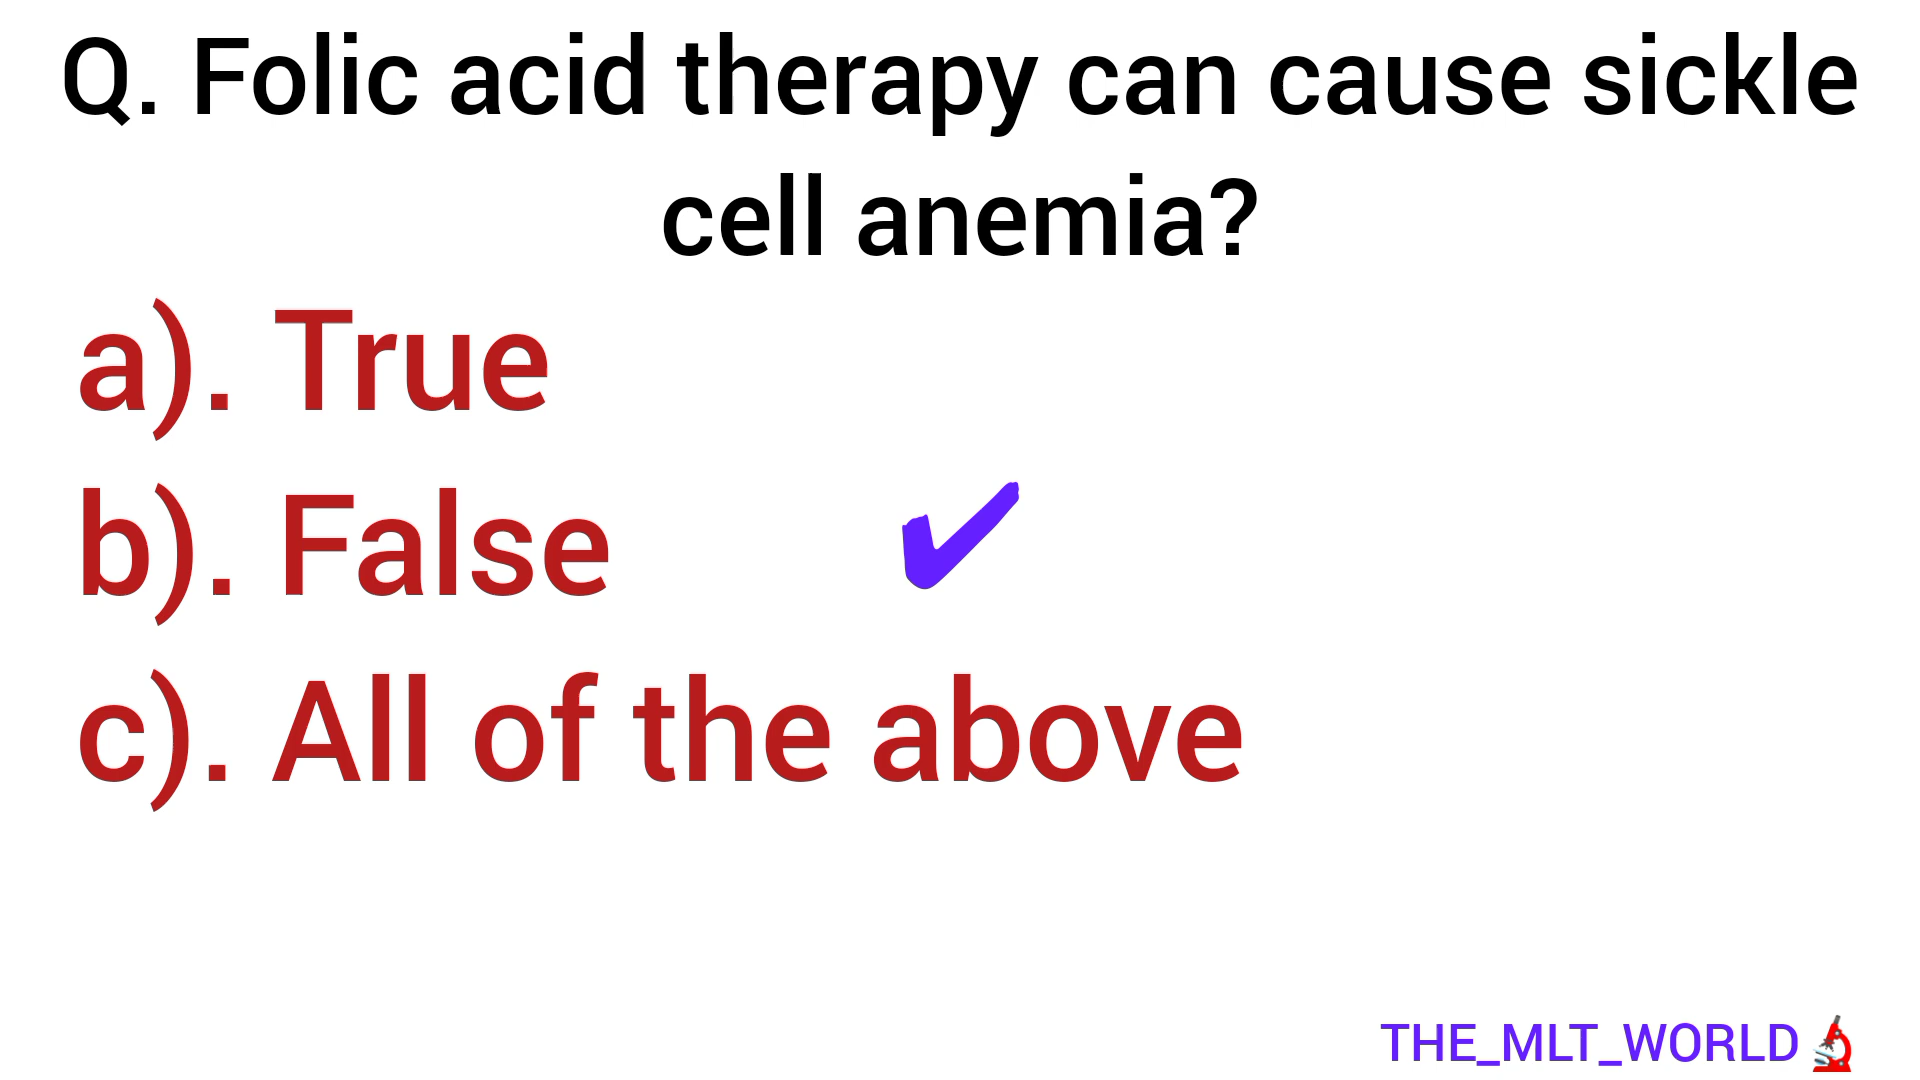 Q. Folic acid therapy can cause sickle
cell anemia?
a). True
b). False
c). All of the above
THE_MLT_WORLD